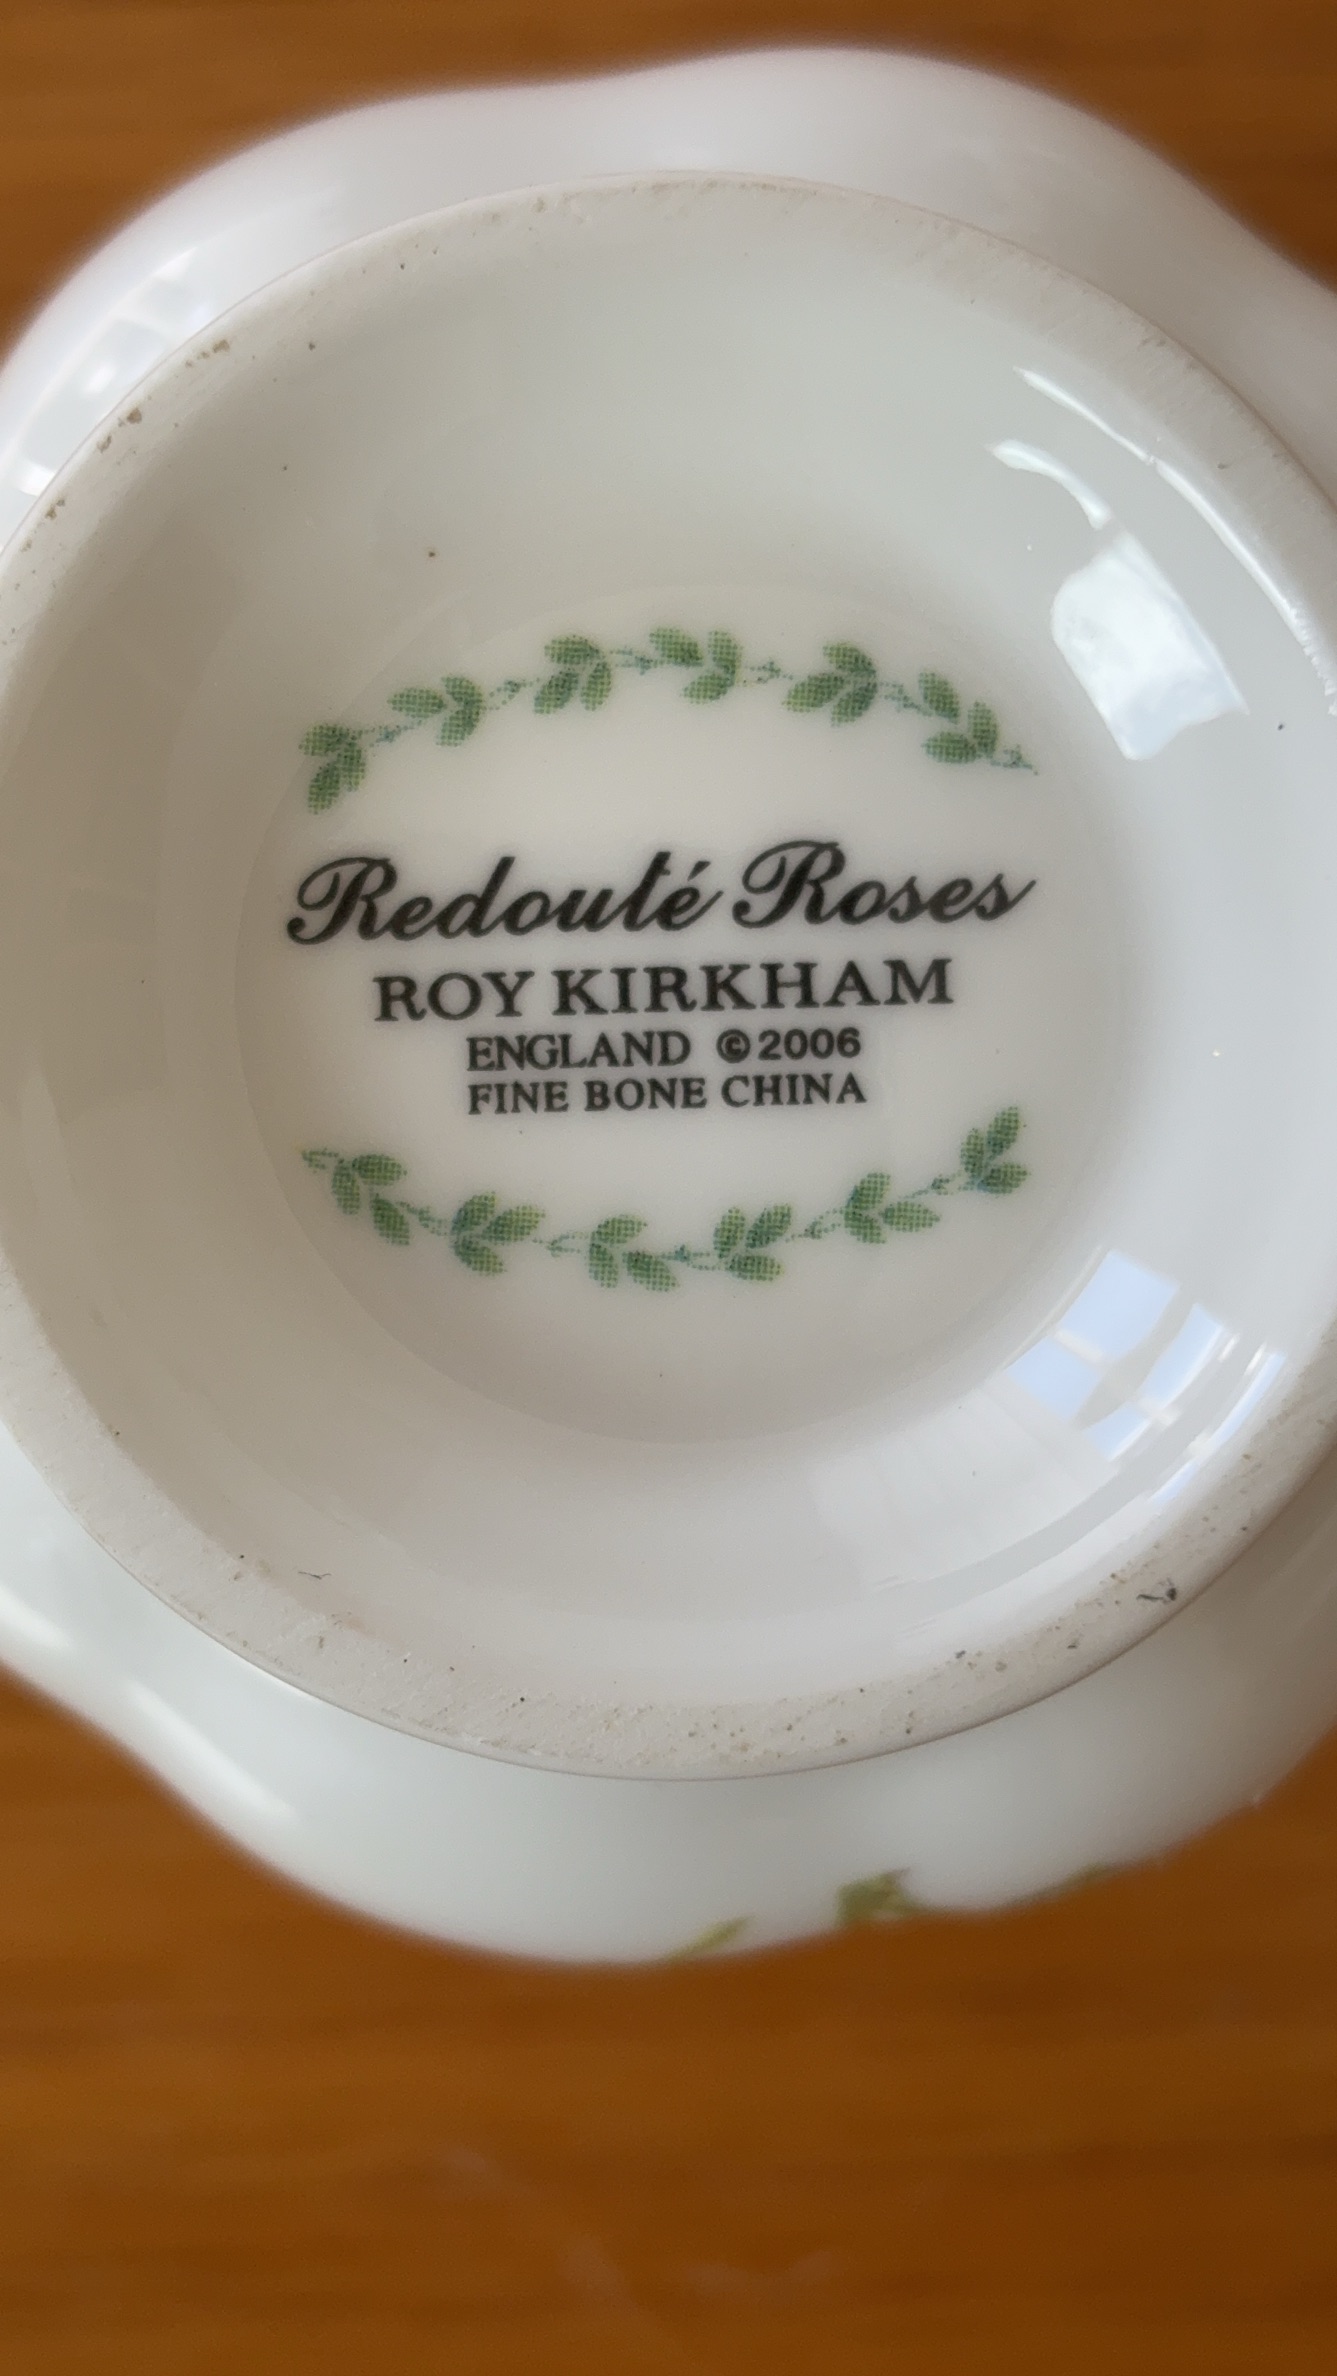 Redouté Roses
ROY KIRKHAM
ENGLAND ©2006
FINE BONE CHINA